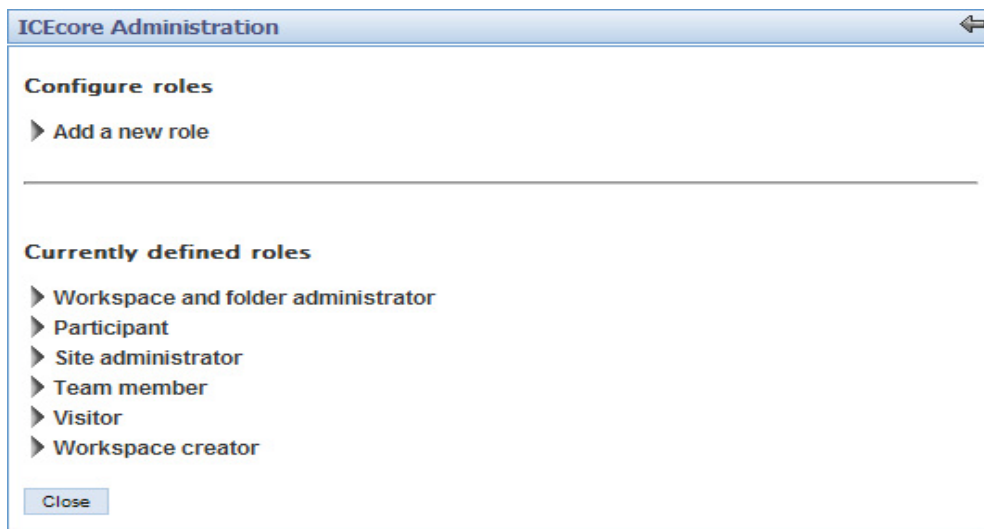 ICEcore Administration
Configure roles
Add a new role
Currently defined roles
Workspace and folder administrator
Participant
Site administrator
Team member
Visitor
Workspace creator
Close